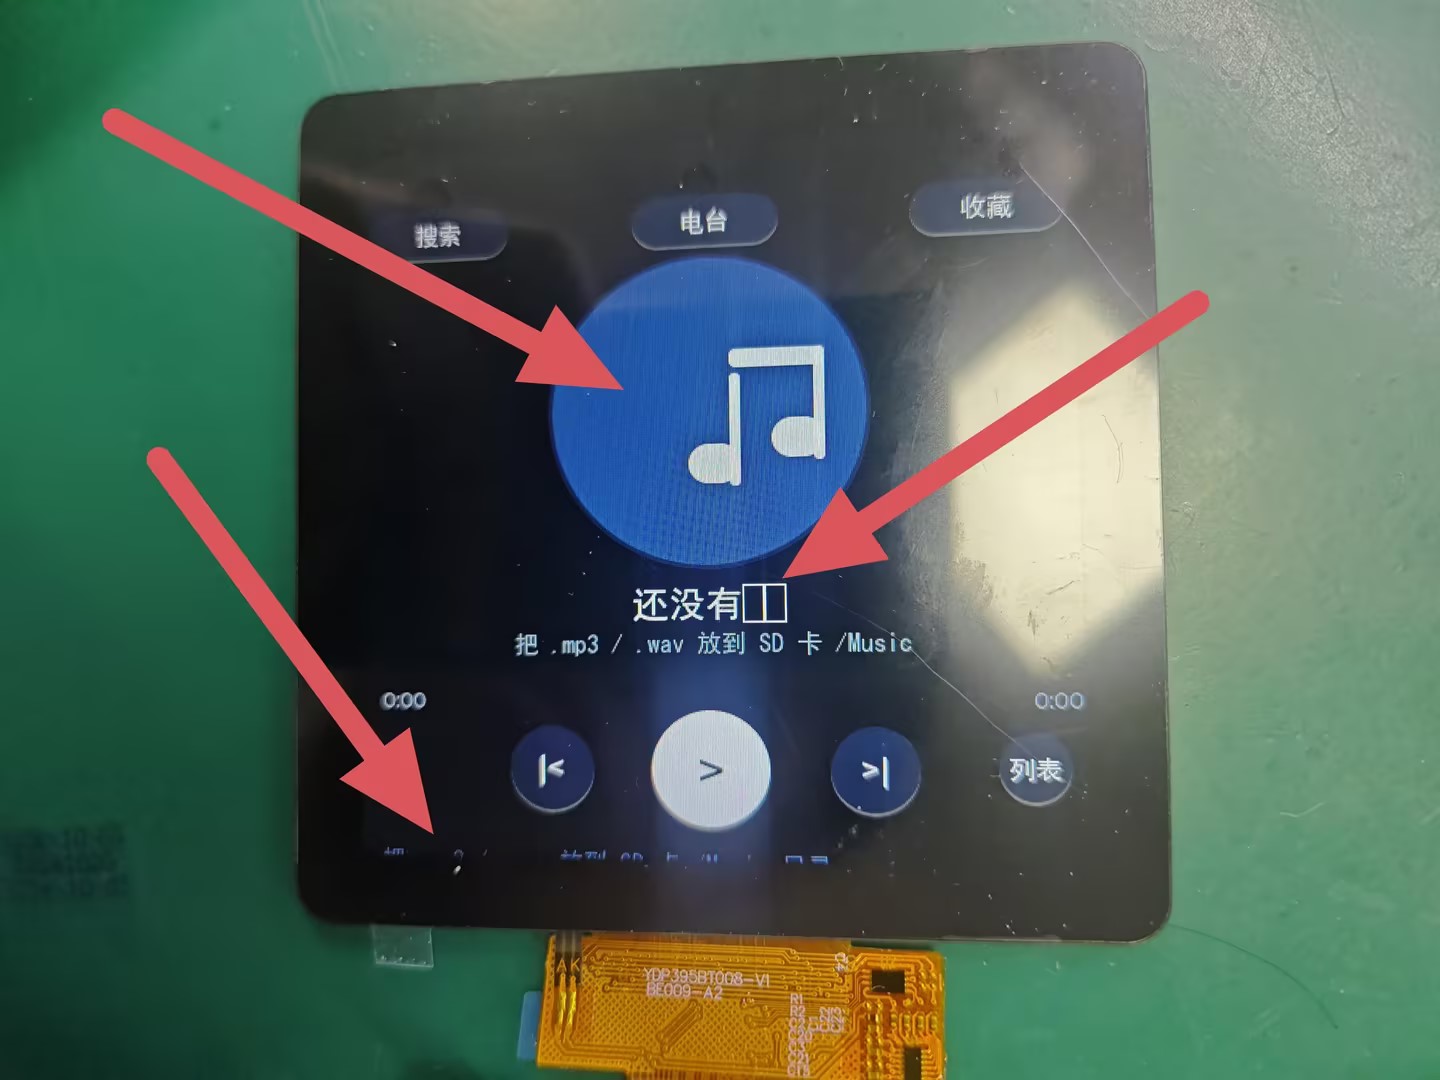 搜索
电台
收藏
还没有
把 .mp3 / .wav 放到 SD 卡 /Music
0:00
0:00
|<
>
>|
列表
YDP395BT008-V1
BE009-A2